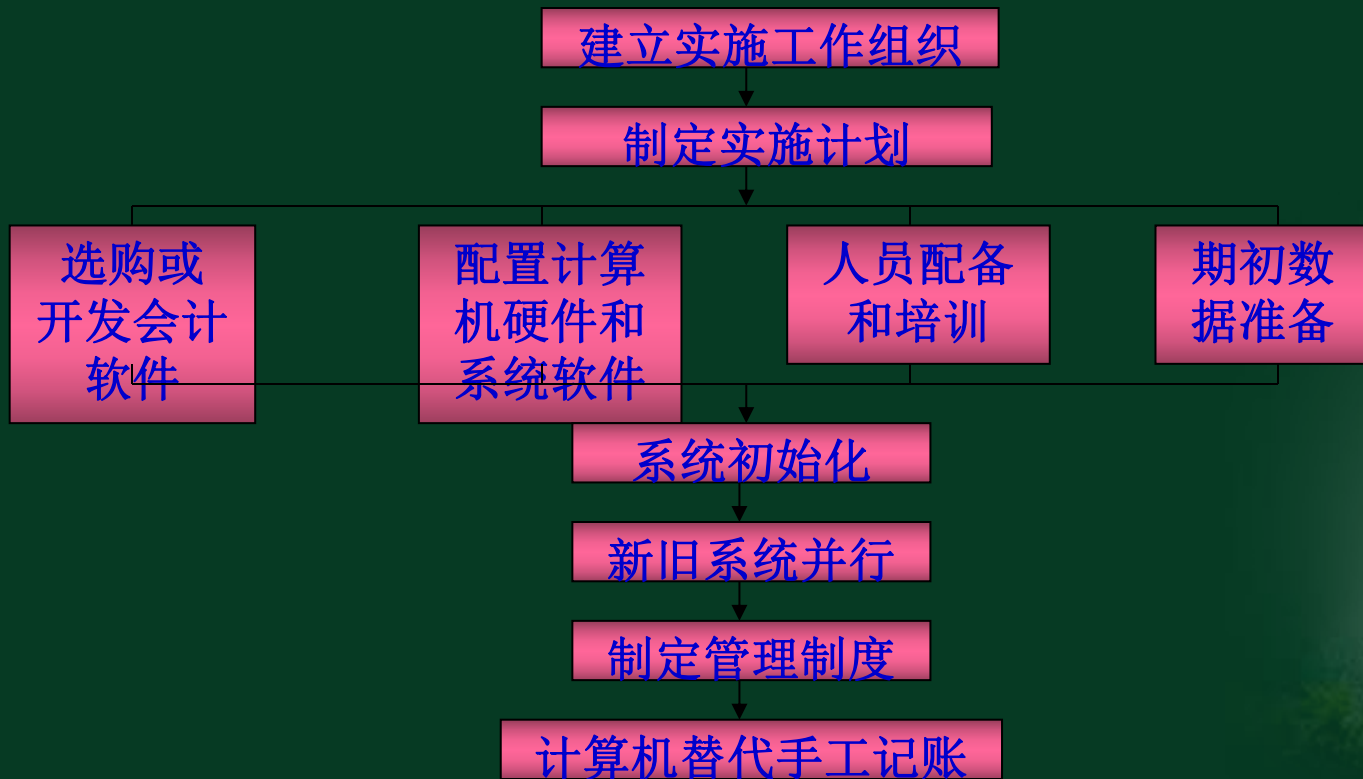 建立实施工作组织
制定实施计划
选购或
开发会计
软件
配置计算
机硬件和
系统软件
人员配备
和培训
期初数
据准备
系统初始化
新旧系统并行
制定管理制度
计算机替代手工记账